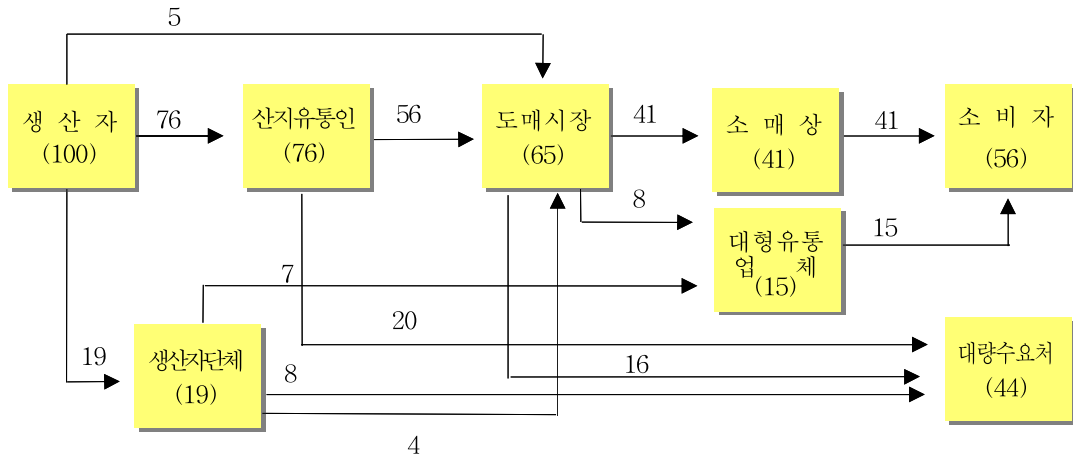 5
생 산 자
(100)
76
산지유통인
(76)
56
도매시장
(65)
41
소 매 상
(41)
41
소 비 자
(56)
8
대형유통
업 체
(15)
15
7
20
19
생산자단체
(19)
8
16
대량수요처
(44)
4